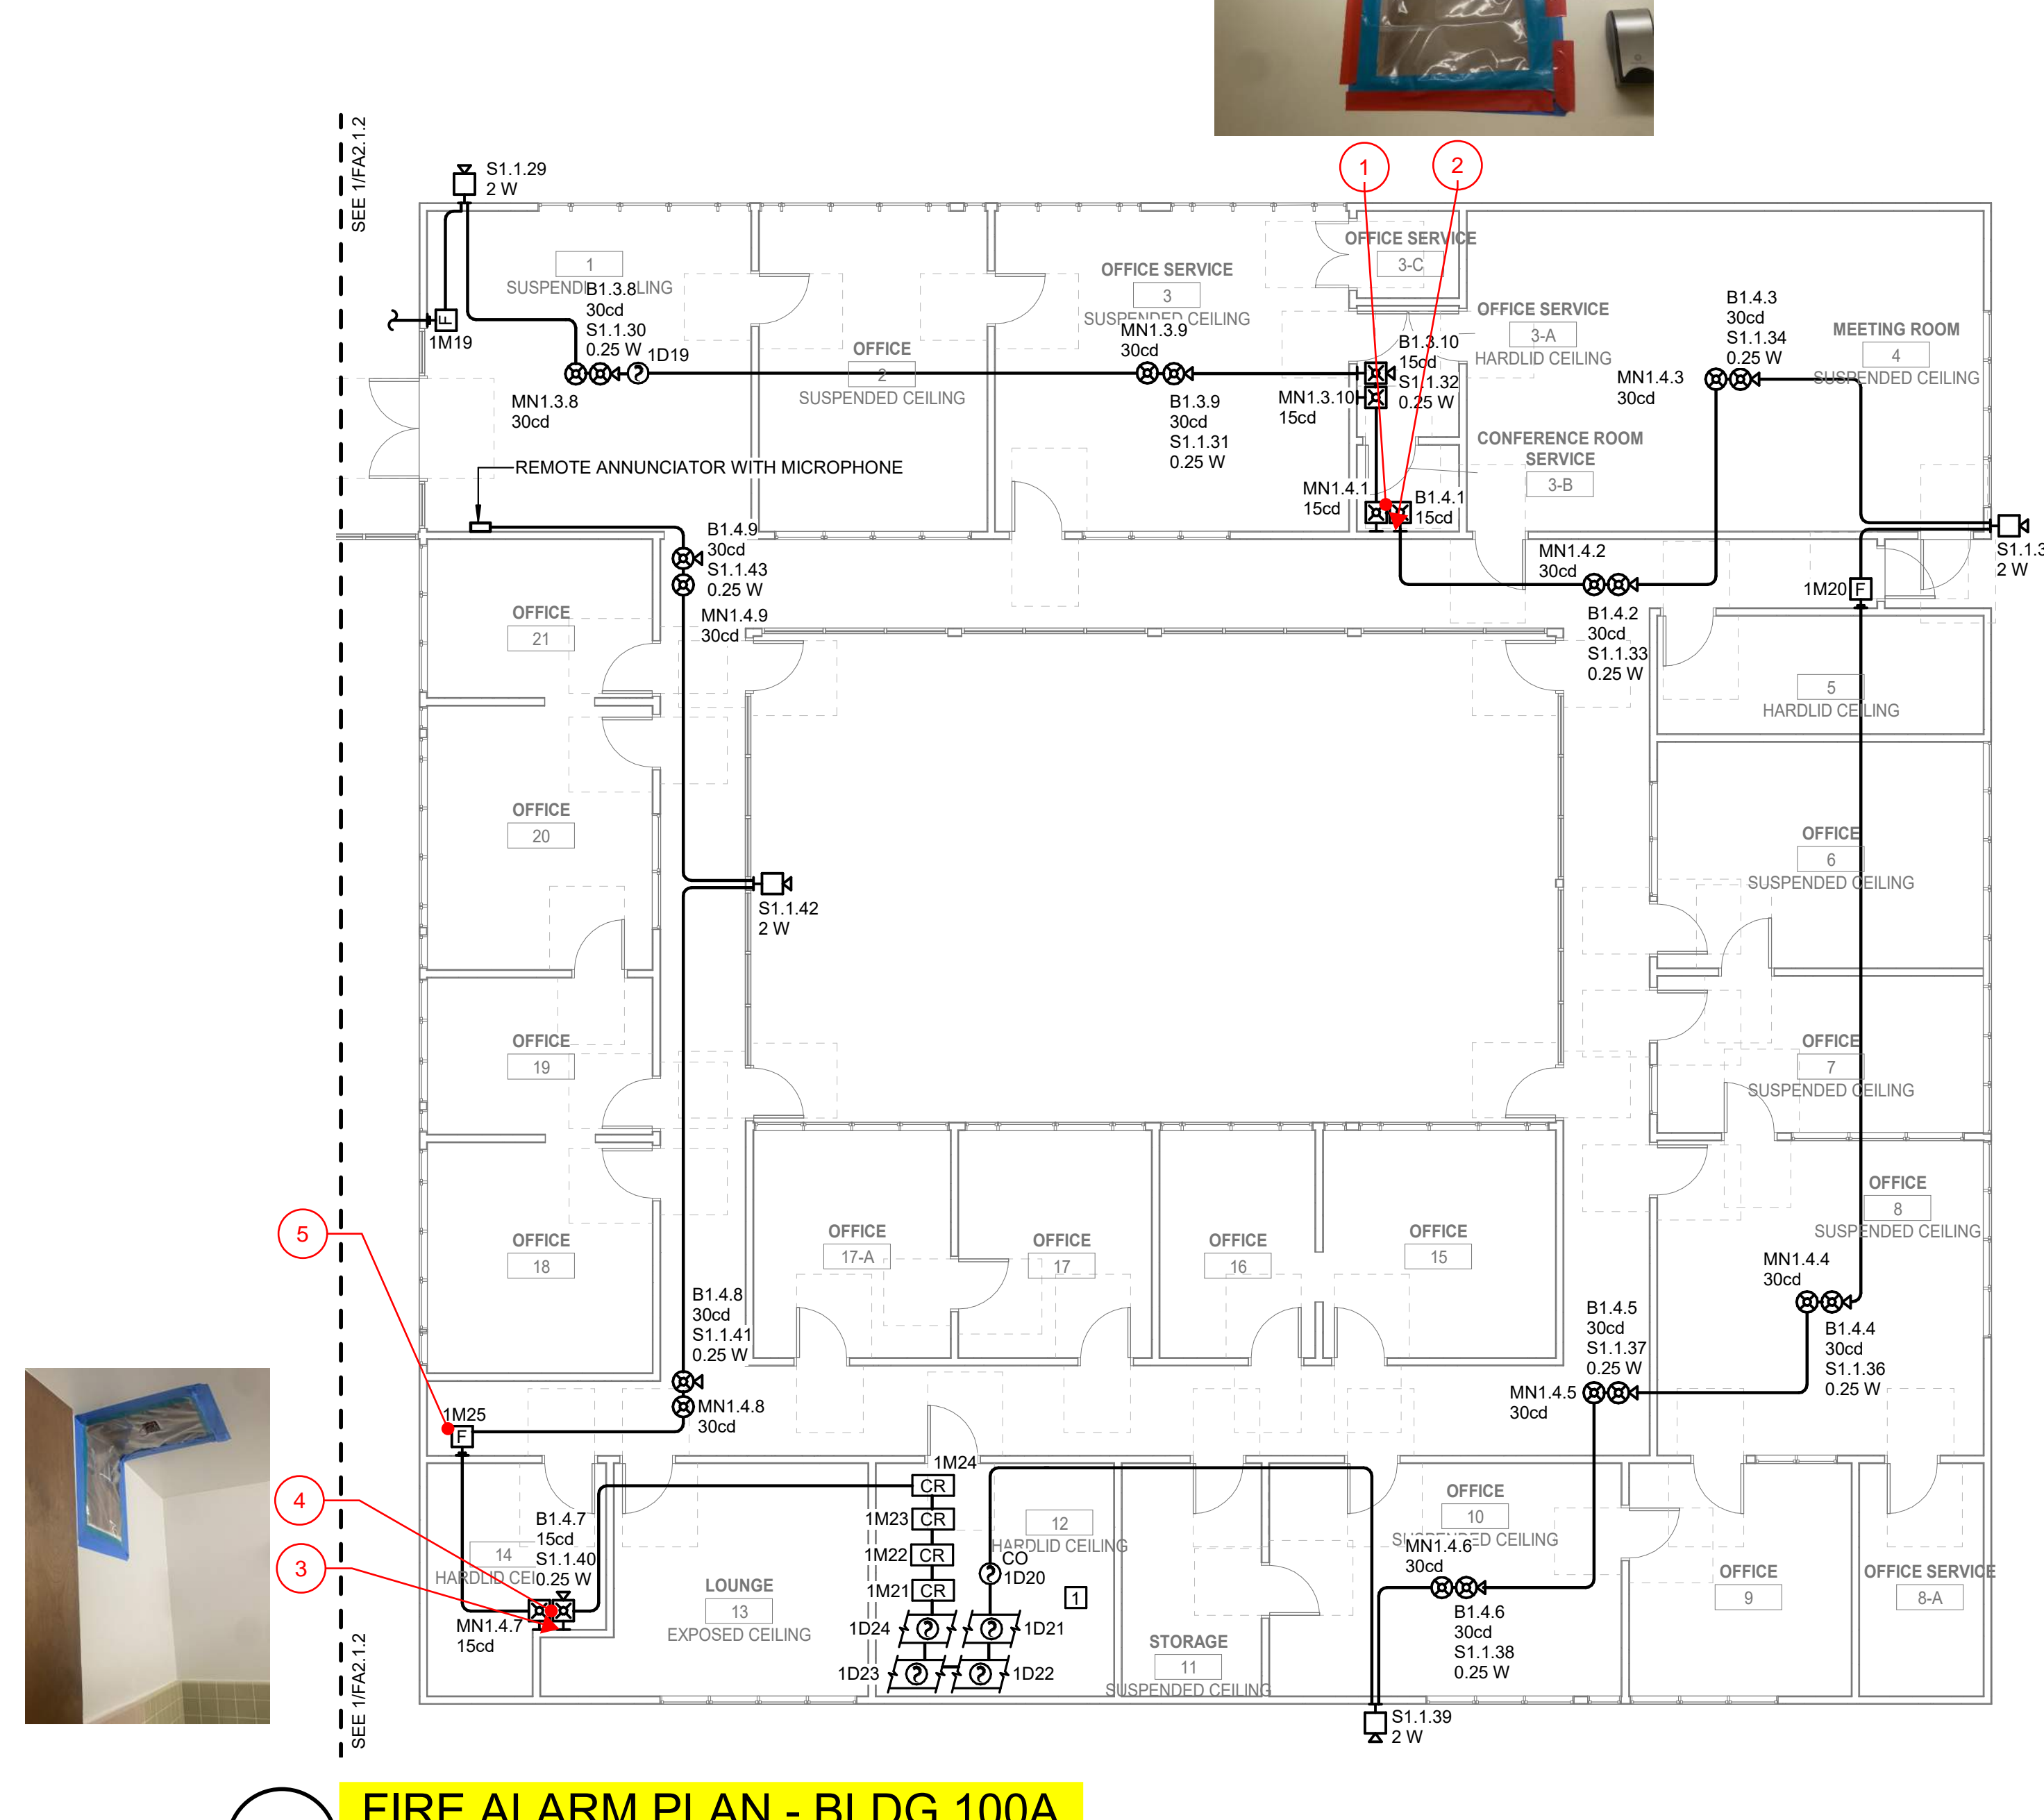 SEE 1/FA2.1.2
S1.1.29
2 W
1
2
1
SUSPENDI
LING
B1.3.8
30cd
S1.1.30
0.25 W
1D19
MN1.3.8
30cd
F
1M19
OFFICE
2
SUSPENDED CEILING
OFFICE SERVICE
3
SUSPENDED CEILING
MN1.3.9
30cd
B1.3.9
30cd
S1.1.31
0.25 W
OFFICE SERVICE
3-C
OFFICE SERVICE
3-A
HARDLID CEILING
B1.3.10
15cd
S1.1.32
0.25 W
MN1.3.10
15cd
CONFERENCE ROOM
SERVICE
3-B
MN1.4.1
15cd
B1.4.1
15cd
B1.4.3
30cd
S1.1.34
0.25 W
MN1.4.3
30cd
MEETING ROOM
4
SUSPENDED CEILING
REMOTE ANNUNCIATOR WITH MICROPHONE
B1.4.9
30cd
S1.1.43
0.25 W
MN1.4.9
30cd
MN1.4.2
30cd
B1.4.2
30cd
S1.1.33
0.25 W
1M20
F
S1.1.3
2 W
OFFICE
21
5
HARDLID CEILING
OFFICE
20
OFFICE
6
SUSPENDED CEILING
S1.1.42
2 W
OFFICE
19
OFFICE
7
SUSPENDED CEILING
OFFICE
18
OFFICE
17-A
OFFICE
17
OFFICE
16
OFFICE
15
OFFICE
8
SUSPENDED CEILING
5
MN1.4.4
30cd
B1.4.4
30cd
S1.1.36
0.25 W
B1.4.8
30cd
S1.1.41
0.25 W
MN1.4.8
30cd
B1.4.5
30cd
S1.1.37
0.25 W
MN1.4.5
30cd
1M25
F
4
3
B1.4.7
15cd
S1.1.40
0.25 W
14
HARDLID CEI
MN1.4.7
15cd
LOUNGE
13
EXPOSED CEILING
1M24
CR
1M23
CR
1M22
CR
1M21
CR
12
HARDLID CEILING
CO
1D20
1
1D24
1D21
1D23
1D22
STORAGE
11
SUSPENDED CEILING
OFFICE
10
SUSPENDED CEILING
MN1.4.6
30cd
B1.4.6
30cd
S1.1.38
0.25 W
OFFICE
9
OFFICE SERVICE
8-A
S1.1.39
2 W
SEE 1/FA2.1.2
FIRE ALARM PLAN - BLDG 100A